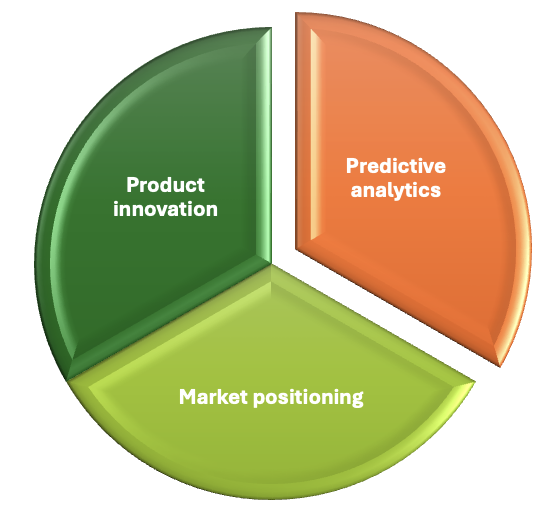 Product
innovation
Predictive
analytics
Market positioning